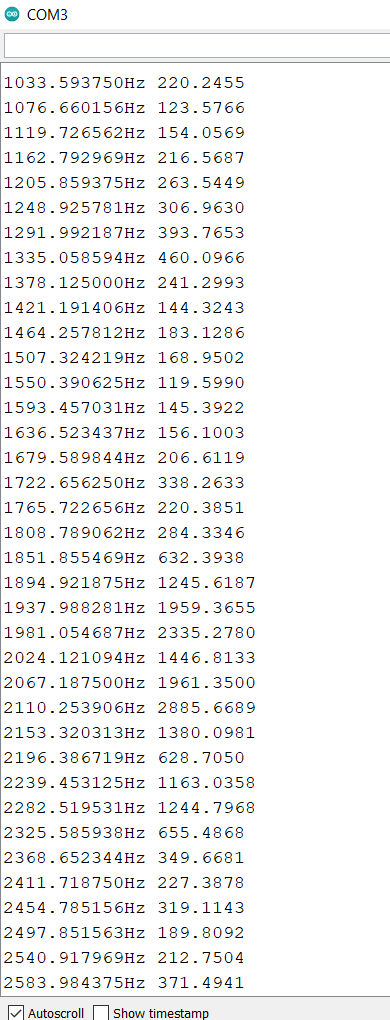 COM3
1033.593750Hz 220.2455
1076.660156Hz 123.5766
1119.726562Hz 154.0569
1162.792969Hz 216.5687
1205.859375Hz 263.5449
1248.925781Hz 306.9630
1291.992187Hz 393.7653
1335.058594Hz 460.0966
1378.125000Hz 241.2993
1421.191406Hz 144.3243
1464.257812Hz 183.1286
1507.324219Hz 168.9502
1550.390625Hz 119.5990
1593.457031Hz 145.3922
1636.523437Hz 156.1003
1679.589844Hz 206.6119
1722.656250Hz 338.2633
1765.722656Hz 220.3851
1808.789062Hz 284.3346
1851.855469Hz 632.3938
1894.921875Hz 1245.6187
1937.988281Hz 1959.3655
1981.054687Hz 2335.2780
2024.121094Hz 1446.8133
2067.187500Hz 1961.3500
2110.253906Hz 2885.6689
2153.320313Hz 1380.0981
2196.386719Hz 628.7050
2239.453125Hz 1163.0358
2282.519531Hz 1244.7968
2325.585938Hz 655.4868
2368.652344Hz 349.6681
2411.718750Hz 227.3878
2454.785156Hz 319.1143
2497.851563Hz 189.8092
2540.917969Hz 212.7504
2583.984375Hz 371.4941
Autoscroll Show timestamp